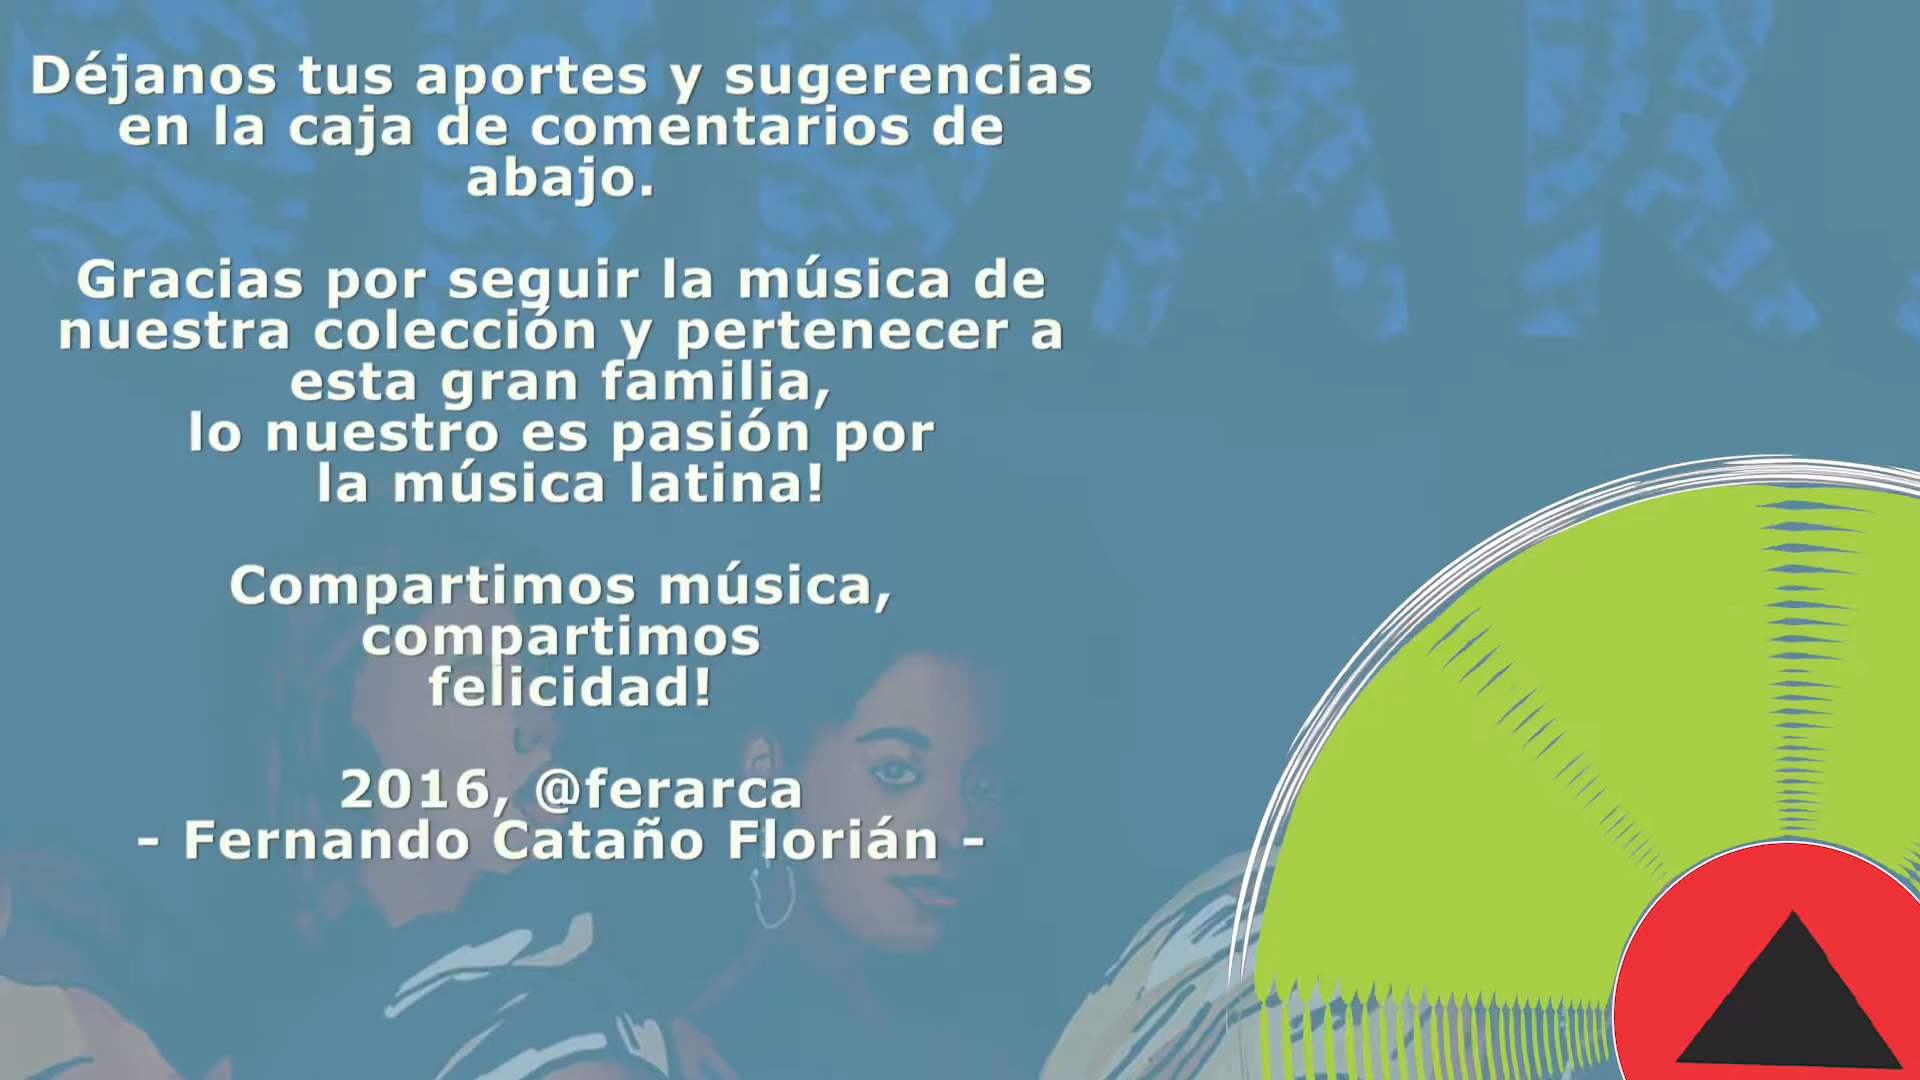 Déjanos tus aportes y sugerencias
en la caja de comentarios de
abajo.
Gracias por seguir la música de
nuestra colección y pertenecer a
esta gran familia,
lo nuestro es pasión por
la música latina!
Compartimos música,
compartimos
felicidad!
2016, @ferarca
- Fernando Cataño Florián -